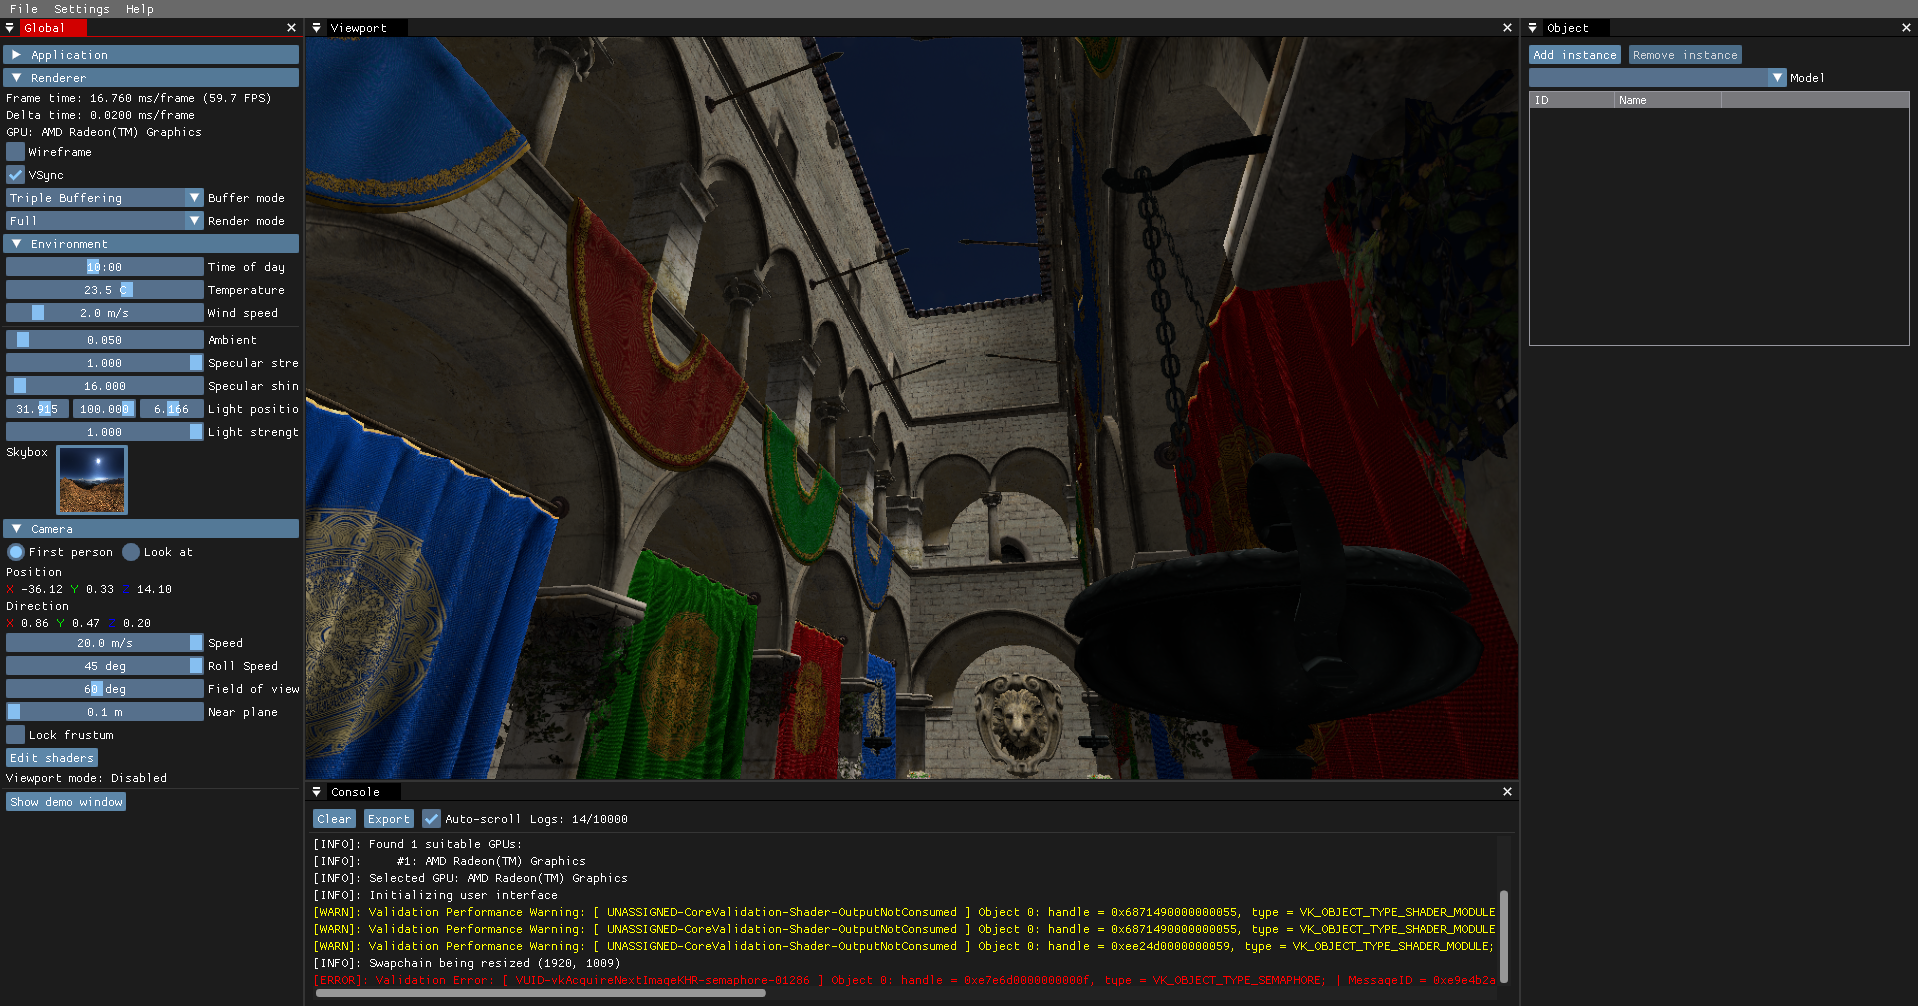 File Settings Help
Global
Application
Renderer
Frame time: 16.760 ms/frame (59.7 FPS)
Delta time: 0.0200 ms/frame
GPU: AMD Radeon(TM) Graphics
Wireframe
VSync
Triple Buffering Buffer mode
Full Render mode
Environment
10:00 Time of day
23.5 C Temperature
2.0 m/s Wind speed
0.050 Ambient
1.000 Specular stre
16.000 Specular shin
31.915 100.000 6.166 Light positio
1.000 Light strengt
Skybox
Camera
First person Look at
Position
X -36.12 Y 0.33 Z 14.10
Direction
X 0.86 Y 0.47 Z 0.20
20.0 m/s Speed
45 deg Roll Speed
60 deg Field of view
0.1 m Near plane
Lock frustum
Edit shaders
Viewport mode: Disabled
Show demo window
Viewport
Console
Clear Export Auto-scroll Logs: 14/10000
[INFO]: Found 1 suitable GPUs:
[INFO]: #1: AMD Radeon(TM) Graphics
[INFO]: Selected GPU: AMD Radeon(TM) Graphics
[INFO]: Initializing user interface
[WARN]: Validation Performance Warning: [ UNASSIGNED-CoreValidation-Shader-OutputNotConsumed ] Object 0: handle = 0x6871490000000055, type = VK_OBJECT_TYPE_SHADER_MODULE
[WARN]: Validation Performance Warning: [ UNASSIGNED-CoreValidation-Shader-OutputNotConsumed ] Object 0: handle = 0x6871490000000055, type = VK_OBJECT_TYPE_SHADER_MODULE
[WARN]: Validation Performance Warning: [ UNASSIGNED-CoreValidation-Shader-OutputNotConsumed ] Object 0: handle = 0xee24d0000000059, type = VK_OBJECT_TYPE_SHADER_MODULE;
[INFO]: Swapchain being resized (1920, 1009)
[ERROR]: Validation Error: [ VUID-vkAcquireNextImageKHR-semaphore-01286 ] Object 0: handle = 0xe7e6d0000000000f, type = VK_OBJECT_TYPE_SEMAPHORE; | MessageID = 0xe9e4b2a
Object
Add instance Remove instance
Model
ID Name